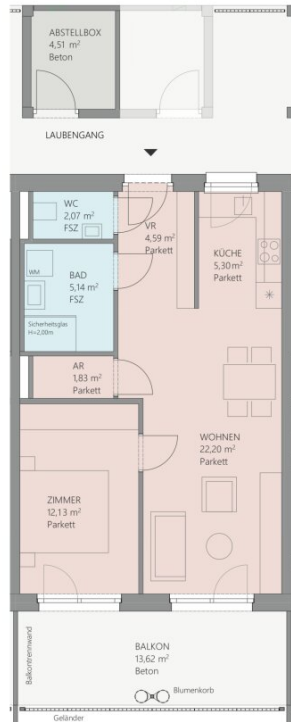 ABSTELLBOX
4,51 m²
Beton
LAUBENGANG
WC
2,07 m²
FSZ
VR
4,59 m²
Parkett
KÜCHE
5,30 m²
Parkett
WM
BAD
5,14 m²
FSZ
Sicherheitsglas
H=2,00m
AR
1,83 m²
Parkett
WOHNEN
22,20 m²
Parkett
ZIMMER
12,13 m²
Parkett
Balkontrennwand
BALKON
13,62 m²
Beton
Blumenkorb
Geländer